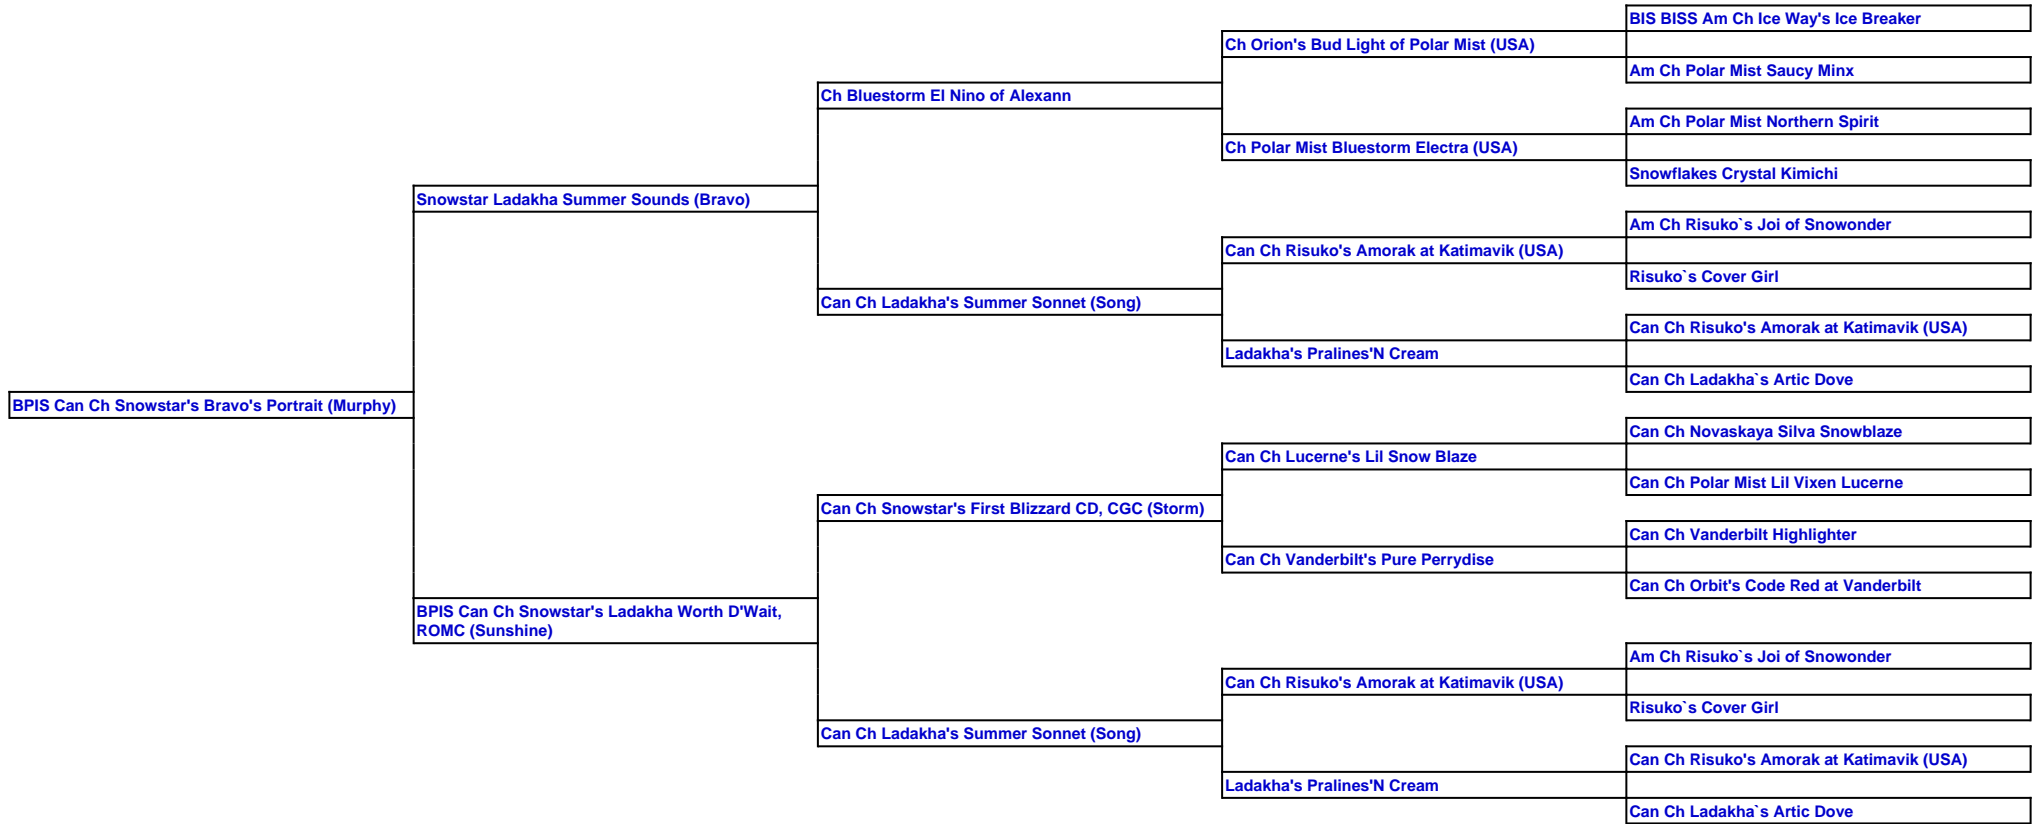 BIS BISS Am Ch Ice Way's Ice Breaker
Ch Orion's Bud Light of Polar Mist (USA)
Am Ch Polar Mist Saucy Minx
Ch Bluestorm El Nino of Alexann
Am Ch Polar Mist Northern Spirit
Ch Polar Mist Bluestorm Electra (USA)
Snowflakes Crystal Kimichi
Snowstar Ladakha Summer Sounds (Bravo)
Am Ch Risuko`s Joi of Snowonder
Can Ch Risuko's Amorak at Katimavik (USA)
Risuko`s Cover Girl
Can Ch Ladakha's Summer Sonnet (Song)
Can Ch Risuko's Amorak at Katimavik (USA)
Ladakha's Pralines'N Cream
Can Ch Ladakha`s Artic Dove
BPIS Can Ch Snowstar's Bravo's Portrait (Murphy)
Can Ch Novaskaya Silva Snowblaze
Can Ch Lucerne's Lil Snow Blaze
Can Ch Polar Mist Lil Vixen Lucerne
Can Ch Snowstar's First Blizzard CD, CGC (Storm)
Can Ch Vanderbilt Highlighter
Can Ch Vanderbilt's Pure Perrydise
Can Ch Orbit's Code Red at Vanderbilt
BPIS Can Ch Snowstar's Ladakha Worth D'Wait,
ROMC (Sunshine)
Am Ch Risuko`s Joi of Snowonder
Can Ch Risuko's Amorak at Katimavik (USA)
Risuko`s Cover Girl
Can Ch Ladakha's Summer Sonnet (Song)
Can Ch Risuko's Amorak at Katimavik (USA)
Ladakha's Pralines'N Cream
Can Ch Ladakha`s Artic Dove